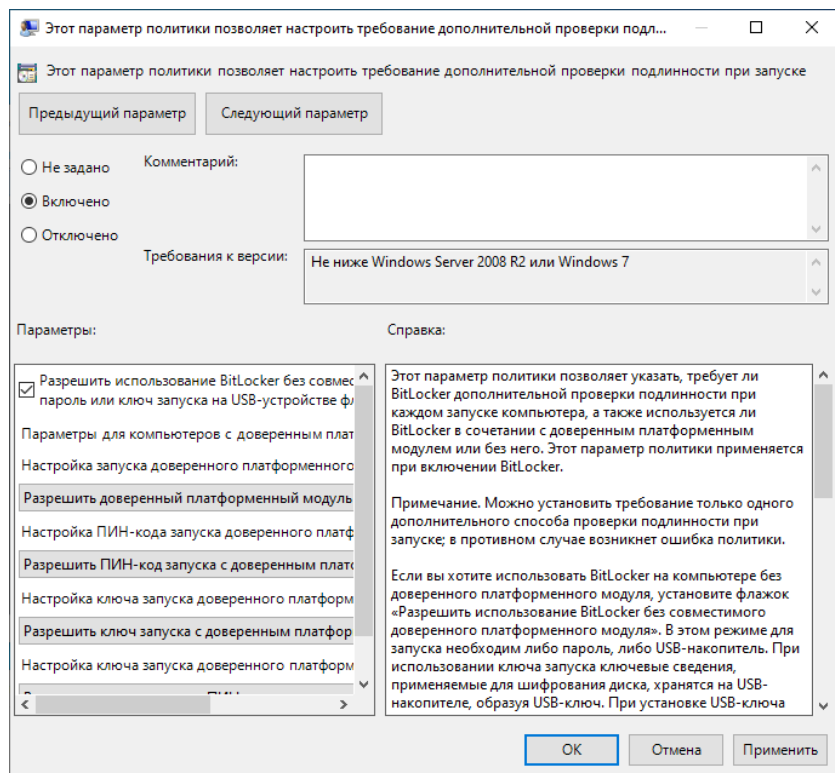 Этот параметр политики позволяет настроить требование дополнительной проверки подл...
Этот параметр политики позволяет настроить требование дополнительной проверки подлинности при запуске
Предыдущий параметр
Следующий параметр
Не задано
Комментарий:
Включено
Отключено
Требования к версии:
Не ниже Windows Server 2008 R2 или Windows 7
Параметры:
Справка:
Разрешить использование BitLocker без совмес
пароль или ключ запуска на USB-устройстве фл
Параметры для компьютеров с доверенным плат
Настройка запуска доверенного платформенного
Разрешить доверенный платформенный модуль
Настройка ПИН-кода запуска доверенного платф
Разрешить ПИН-код запуска с доверенным плато
Настройка ключа запуска доверенного платформ
Разрешить ключ запуска с доверенным платфор
Настройка ключа запуска доверенного платформ
Этот параметр политики позволяет указать, требует ли
BitLocker дополнительной проверки подлинности при
каждом запуске компьютера, а также используется ли
BitLocker в сочетании с доверенным платформенным
модулем или без него. Этот параметр политики применяется
при включении BitLocker.
Примечание. Можно установить требование только одного
дополнительного способа проверки подлинности при
запуске; в противном случае возникнет ошибка политики.
Если вы хотите использовать BitLocker на компьютере без
доверенного платформенного модуля, установите флажок
«Разрешить использование BitLocker без совместимого
доверенного платформенного модуля». В этом режиме для
запуска необходим либо пароль, либо USB-накопитель. При
использовании ключа запуска ключевые сведения,
применяемые для шифрования диска, хранятся на USB-
накопителе, образуя USB-ключ. При установке USB-ключа
OK
Отмена
Применить